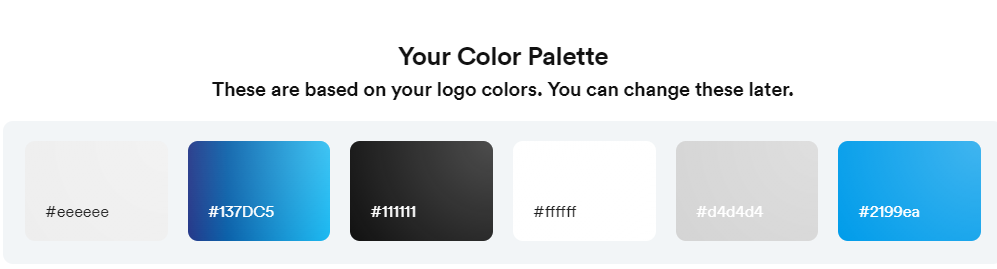 Your Color Palette
These are based on your logo colors. You can change these later.
#eeeeee
#137DC5
#111111
#ffffff
#d4d4d4
#2199ea